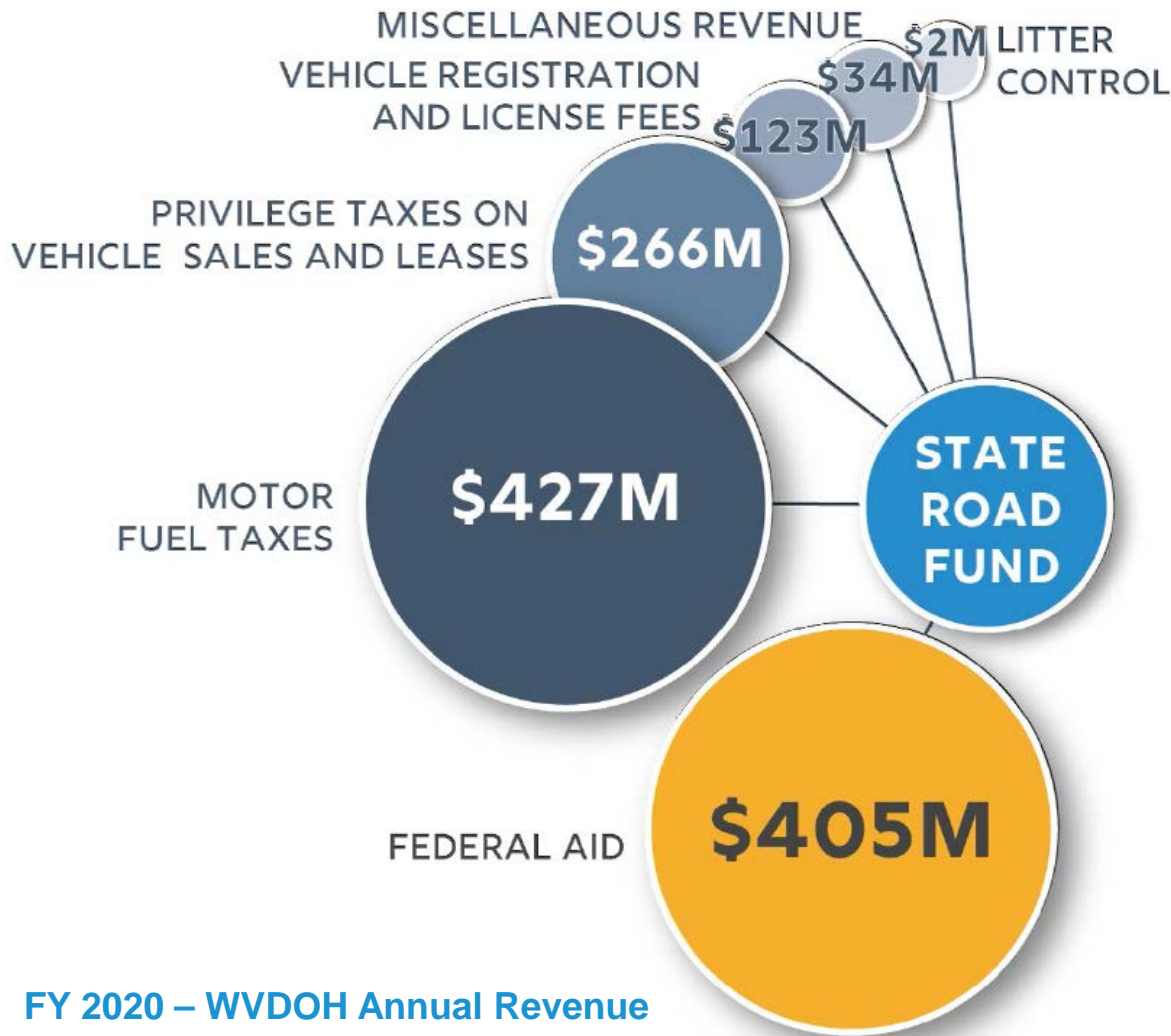 MISCELLANEOUS REVENUE
$2M
LITTER
CONTROL
$34M
VEHICLE REGISTRATION
AND LICENSE FEES
$123M
PRIVILEGE TAXES ON
VEHICLE SALES AND LEASES
$266M
MOTOR
FUEL TAXES
$427M
STATE
ROAD
FUND
FEDERAL AID
$405M
FY 2020 – WVDOH Annual Revenue